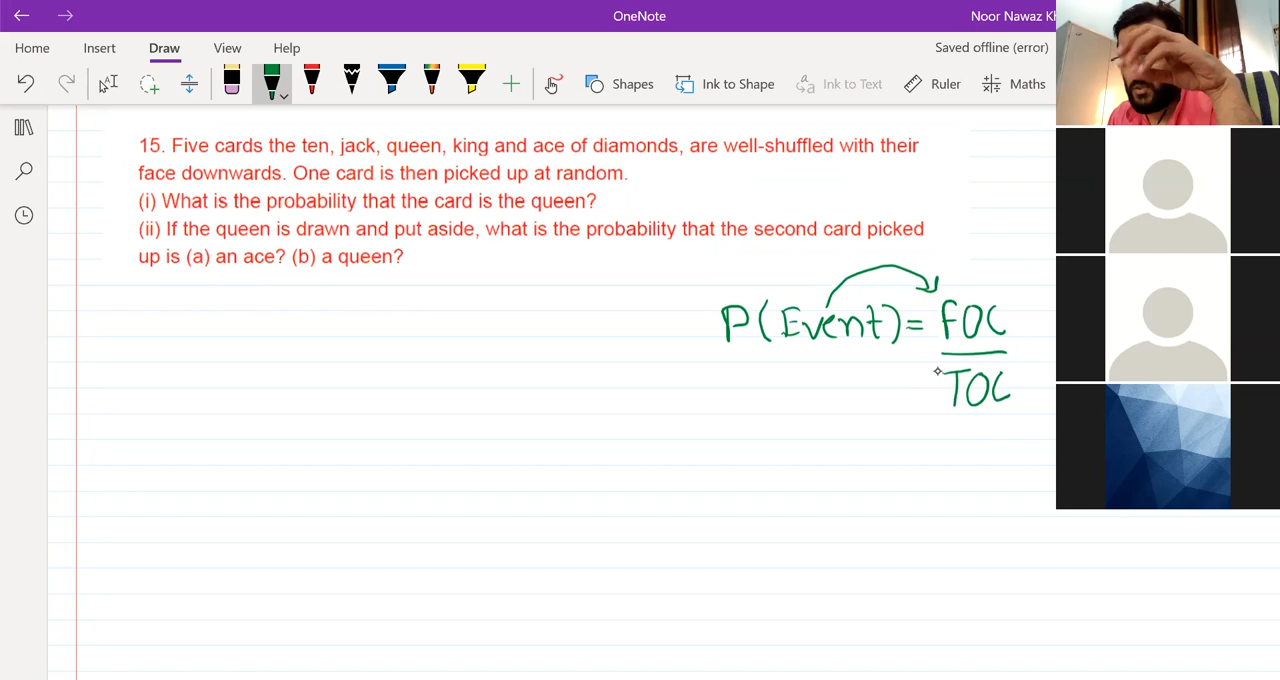 OneNote
Noor Nawaz Kh
Home Insert Draw View Help
Saved offline (error)
Shapes Ink to Shape Ink to Text Ruler Maths
15. Five cards the ten, jack, queen, king and ace of diamonds, are well-shuffled with their
face downwards. One card is then picked up at random.
(i) What is the probability that the card is the queen?
(ii) If the queen is drawn and put aside, what is the probability that the second card picked
up is (a) an ace? (b) a queen?
P(Event) = FOC
TOC